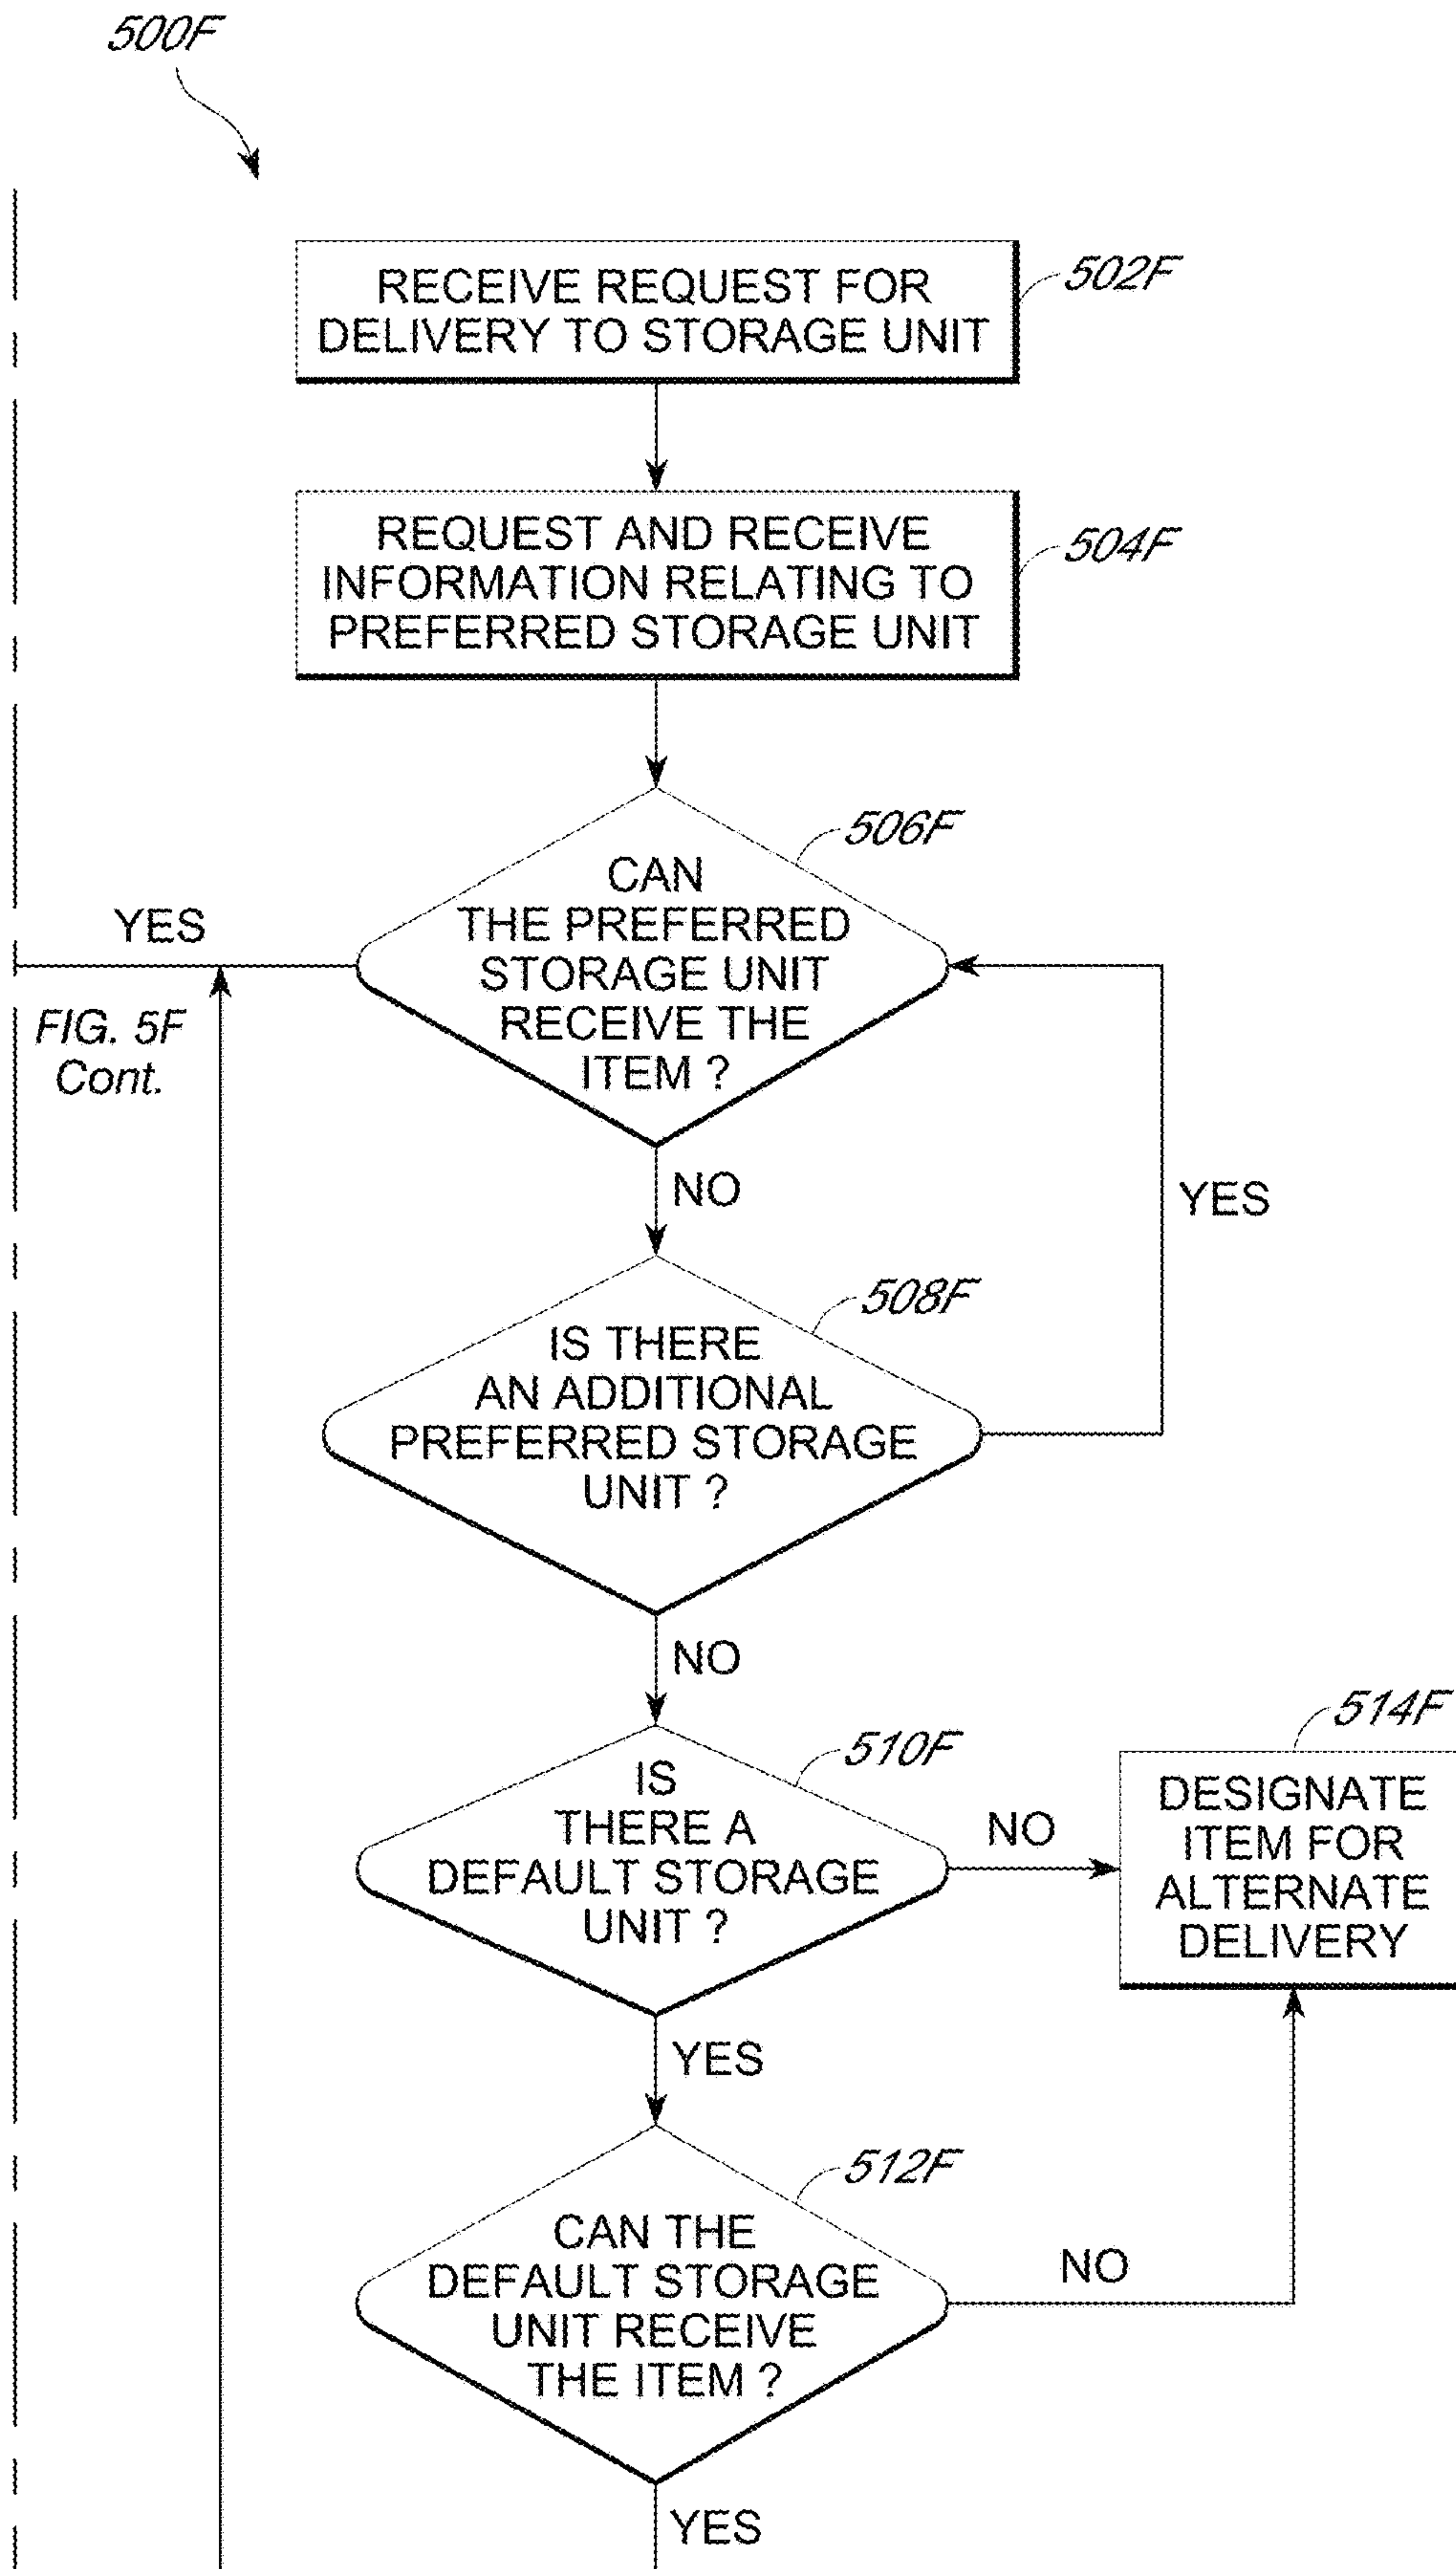 500F
RECEIVE REQUEST FOR
DELIVERY TO STORAGE UNIT
502F
REQUEST AND RECEIVE
INFORMATION RELATING TO
PREFERRED STORAGE UNIT
504F
506F
CAN
THE PREFERRED
STORAGE UNIT
RECEIVE THE
ITEM ?
YES
FIG. 5F
Cont.
NO
YES
508F
IS THERE
AN ADDITIONAL
PREFERRED STORAGE
UNIT ?
NO
510F
IS
THERE A
DEFAULT STORAGE
UNIT ?
NO
514F
DESIGNATE
ITEM FOR
ALTERNATE
DELIVERY
YES
512F
CAN THE
DEFAULT STORAGE
UNIT RECEIVE
THE ITEM ?
NO
YES